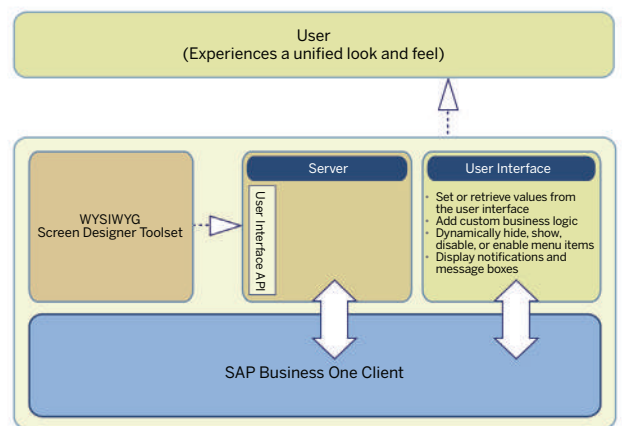 User
(Experiences a unified look and feel)
WYSIWYG
Screen Designer Toolset
Server
User Interface API
User Interface
• Set or retrieve values from
the user interface
• Add custom business logic
• Dynamically hide, show,
disable, or enable menu items
• Display notifications and
message boxes
SAP Business One Client